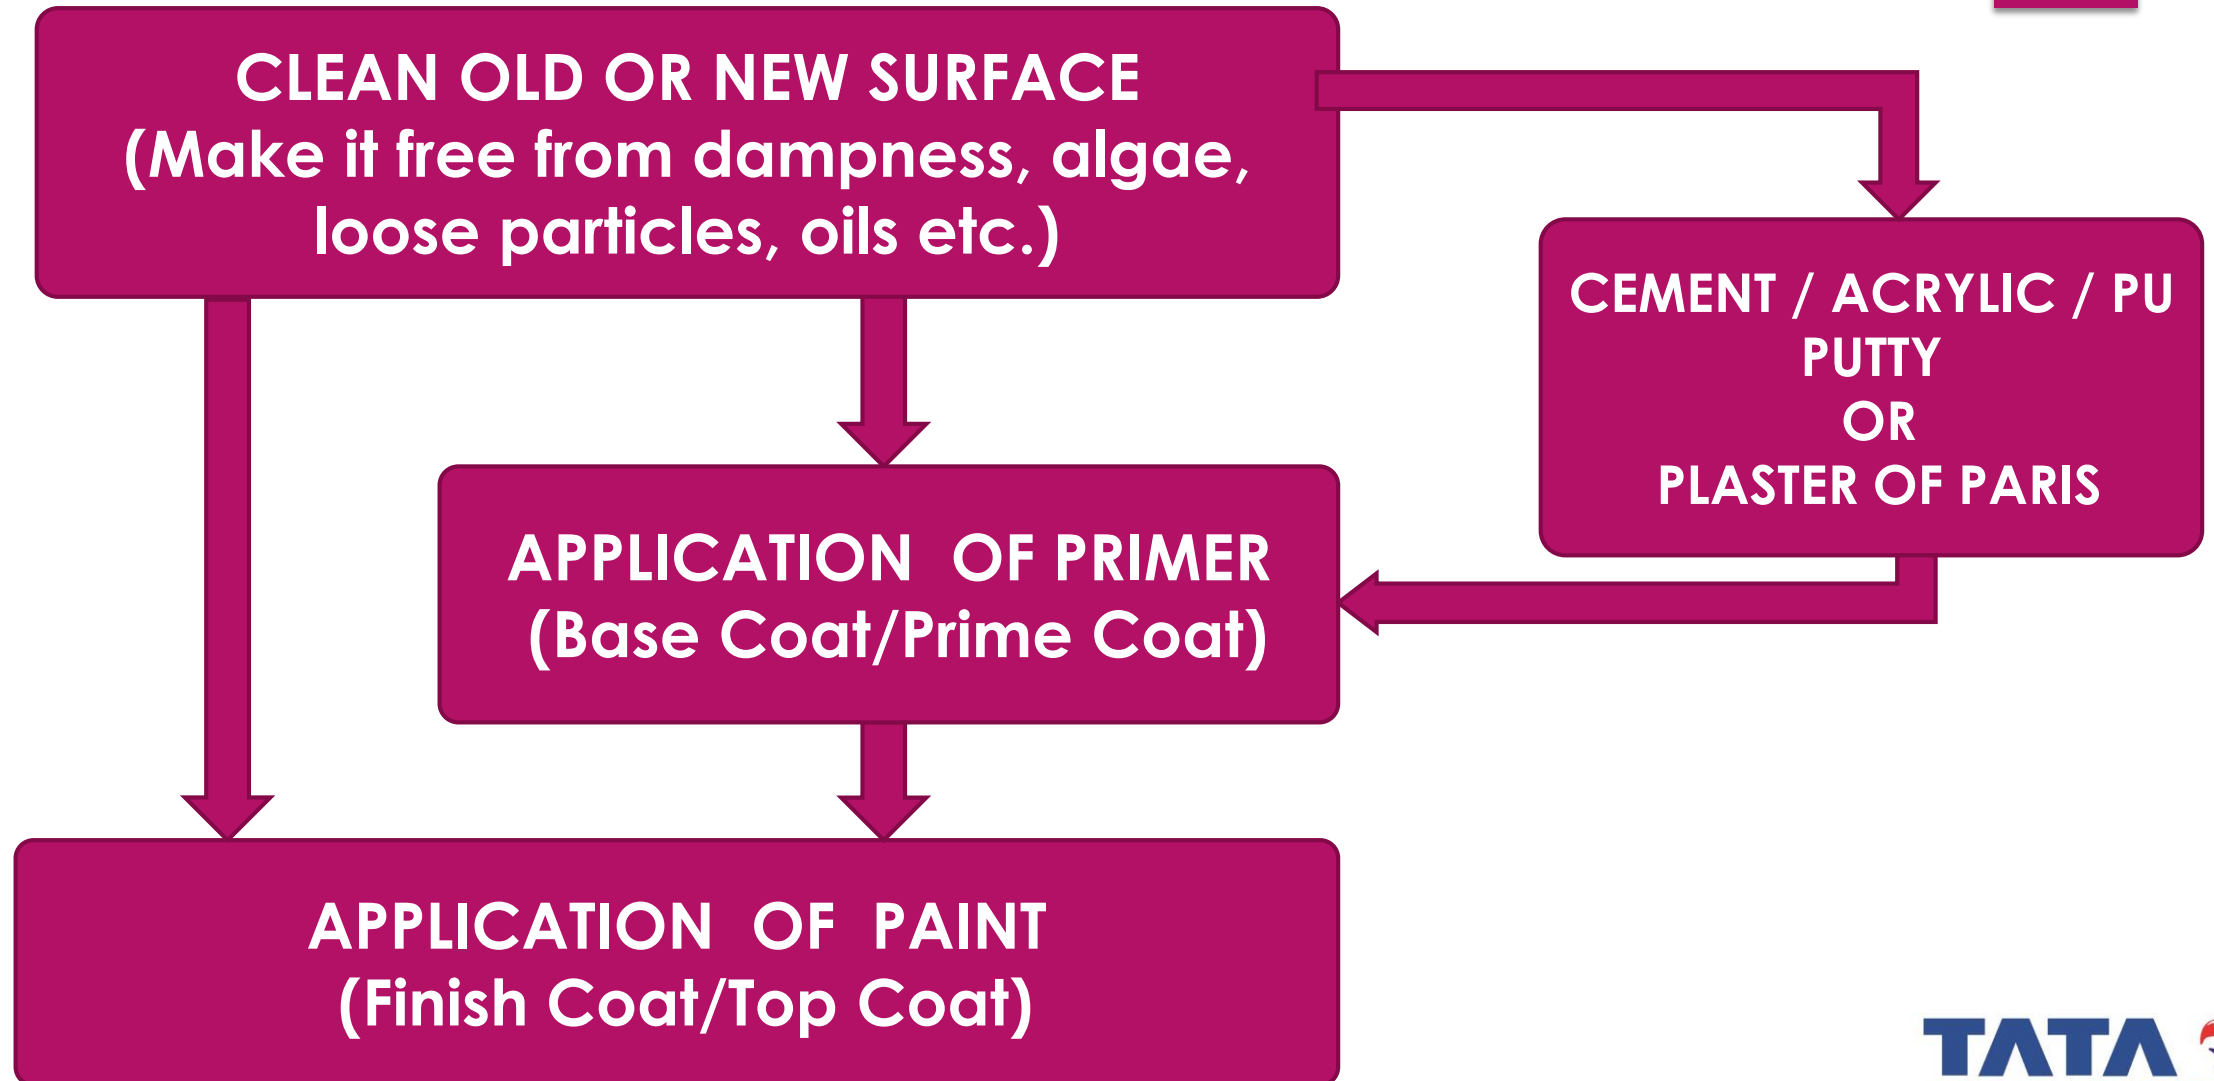 CLEAN OLD OR NEW SURFACE
(Make it free from dampness, algae,
loose particles, oils etc.)
CEMENT / ACRYLIC / PU
PUTTY
OR
PLASTER OF PARIS
APPLICATION OF PRIMER
(Base Coat/Prime Coat)
APPLICATION OF PAINT
(Finish Coat/Top Coat)
TATA